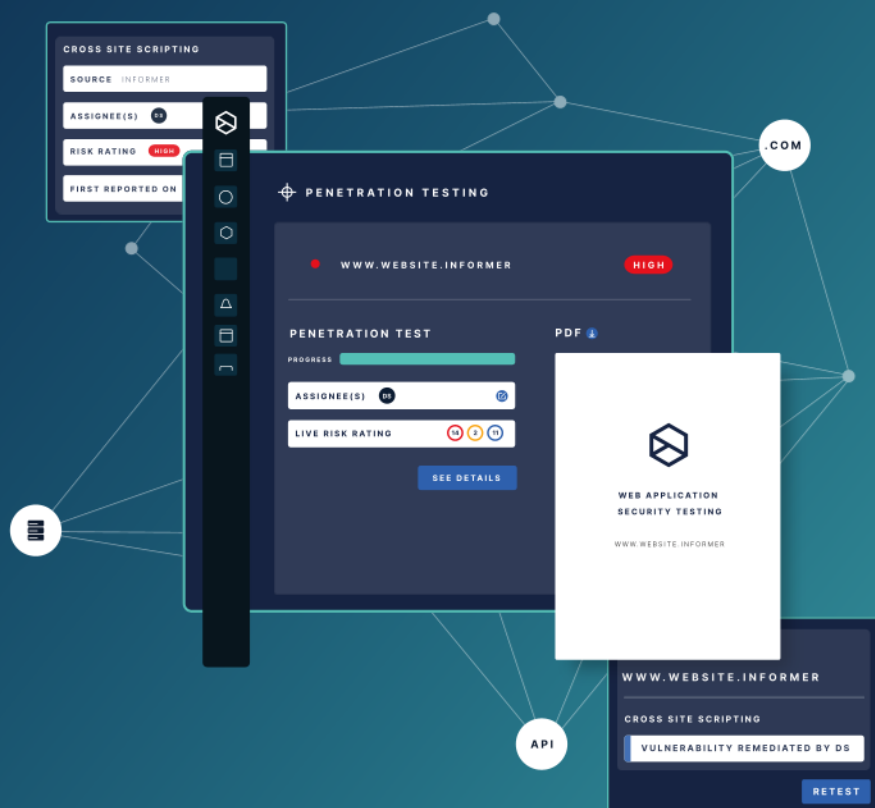 CROSS SITE SCRIPTING
SOURCE INFORMER
ASSIGNEE(S) DS
RISK RATING HIGH
FIRST REPORTED ON
.COM
PENETRATION TESTING
WWW.WEBSITE.INFORMER HIGH
PENETRATION TEST
PROGRESS
ASSIGNEE(S) DS
LIVE RISK RATING 14 2 11
SEE DETAILS
PDF
WEB APPLICATION
SECURITY TESTING
WWW.WEBSITE.INFORMER
API
WWW.WEBSITE.INFORMER
CROSS SITE SCRIPTING
VULNERABILITY REMEDIATED BY DS
RETEST